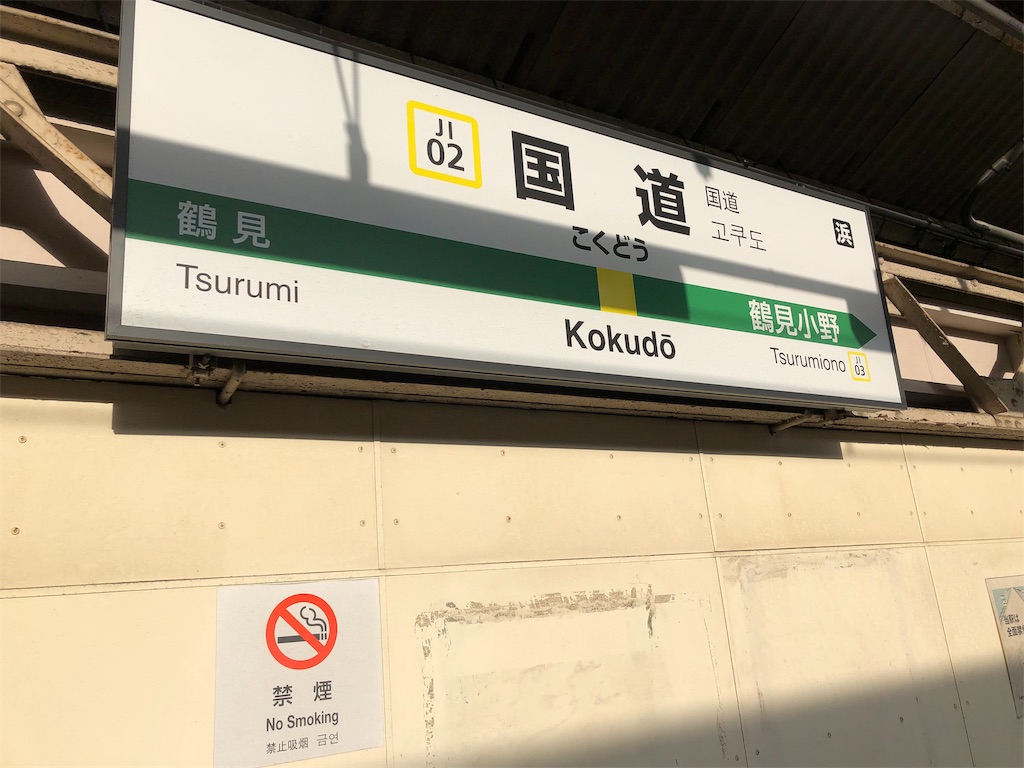 JI
02
国道
こくどう
国道
고쿠도
浜
鶴見
Tsurumi
Kokudō
鶴見小野
Tsurumiono
JI
03
禁煙
No Smoking
禁止吸烟 금연